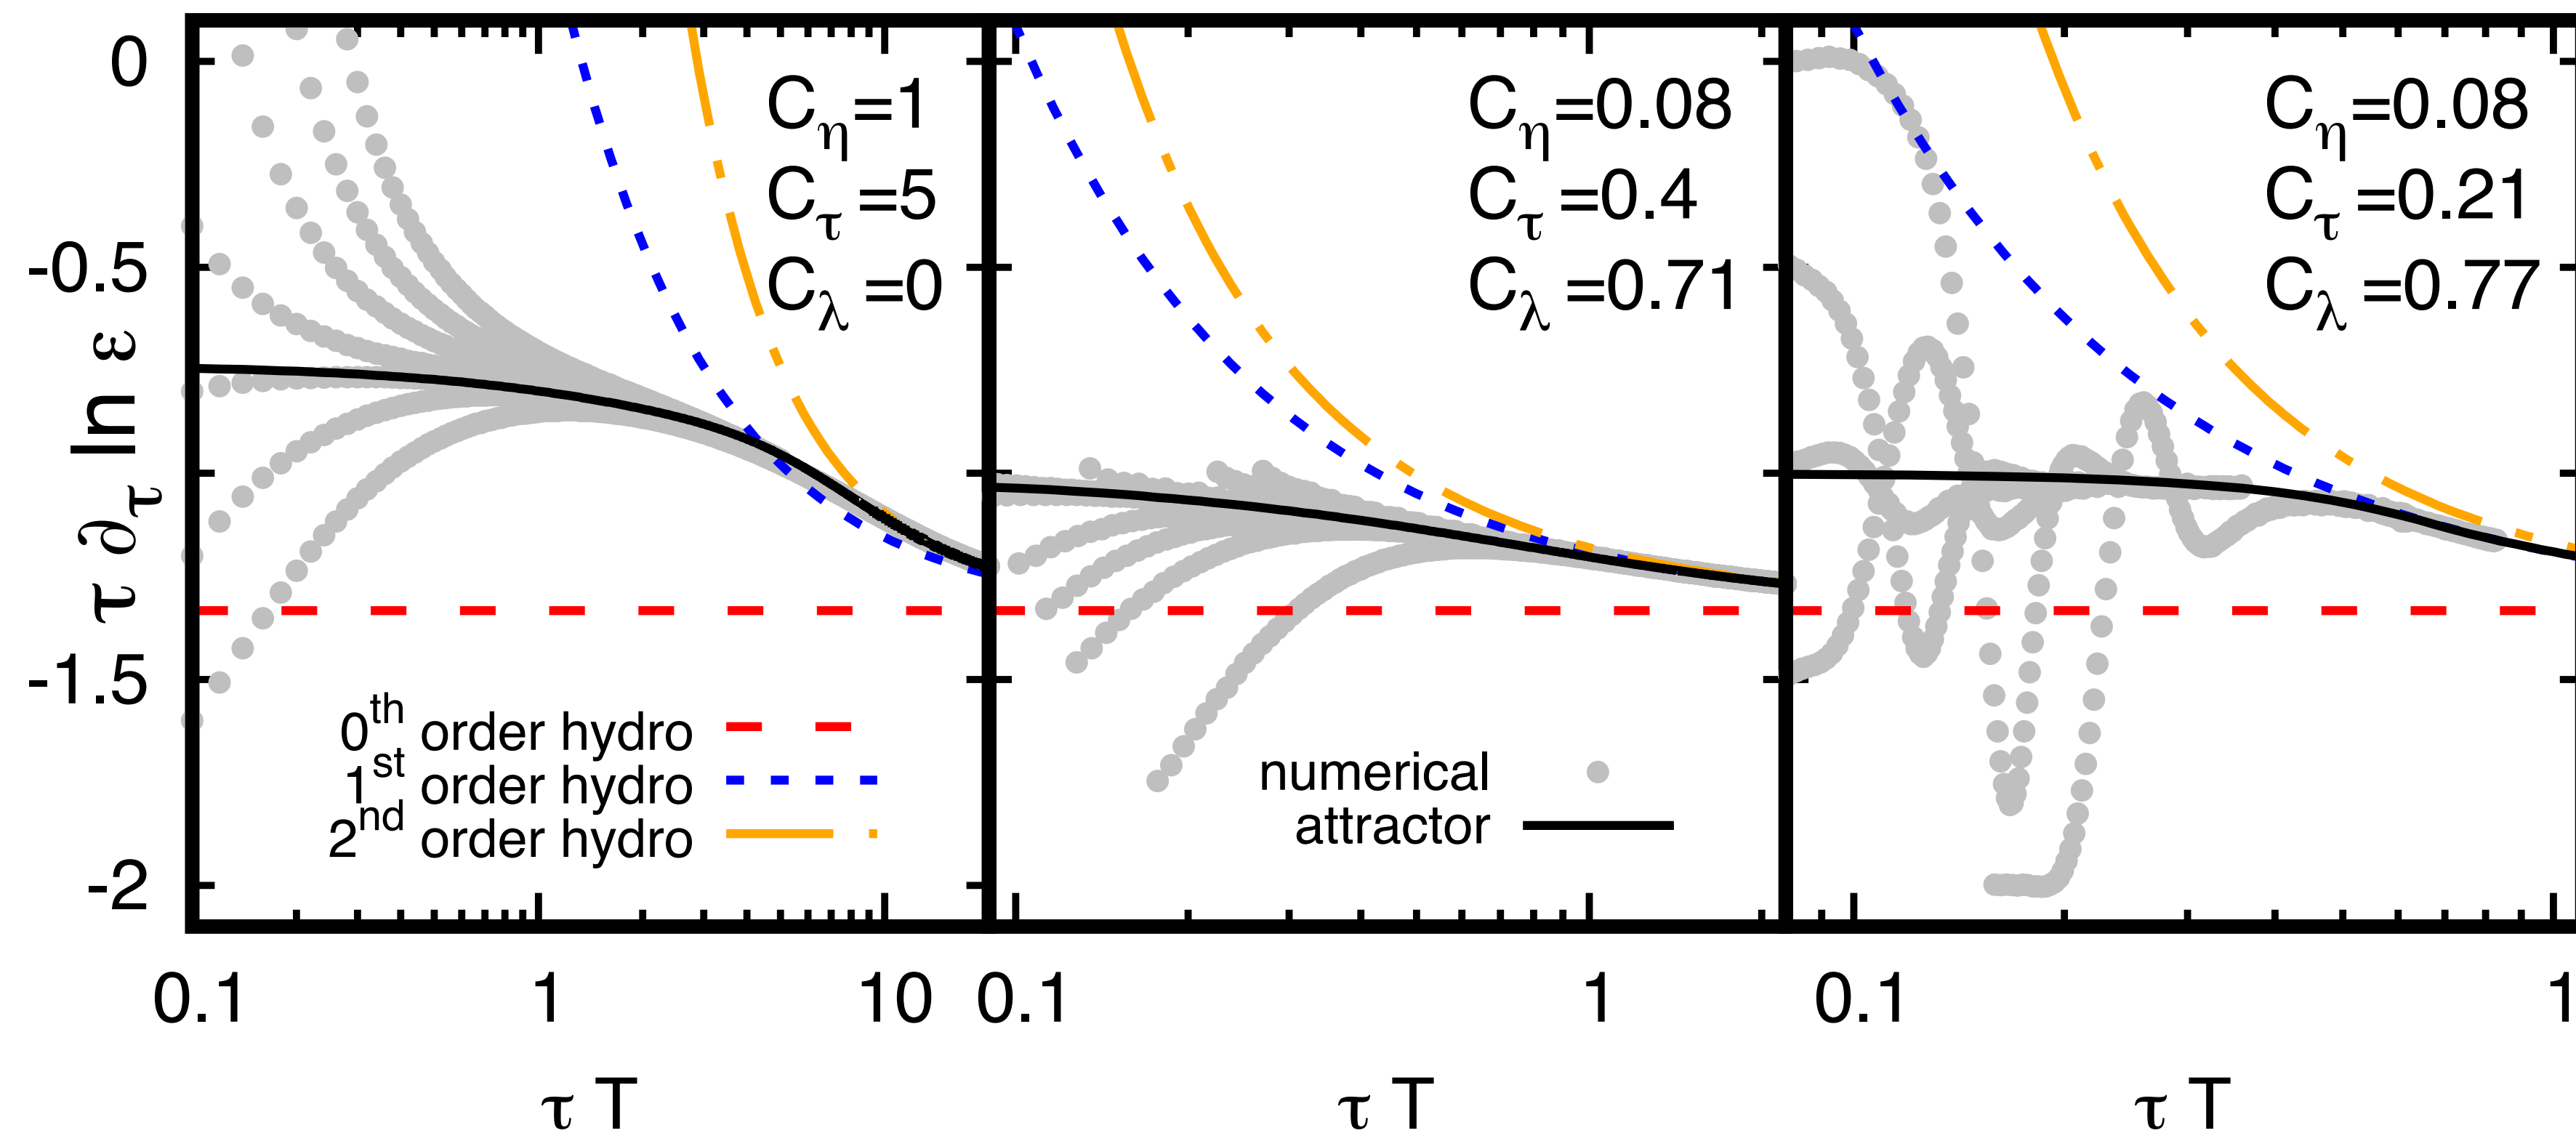 0
-0.5
-1.5
-2
τ ∂τ ln ε
Cη=1
Cτ =5
Cλ =0
0th order hydro
1st order hydro
2nd order hydro
Cη=0.08
Cτ =0.4
Cλ =0.71
numerical
attractor
Cη=0.08
Cτ =0.21
Cλ =0.77
0.1 1 10 0.1 1 0.1 1
τ T τ T τ T